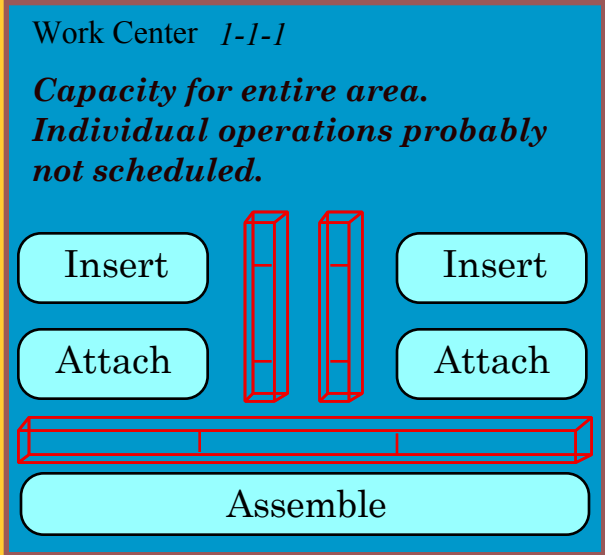 Work Center 1-1-1
Capacity for entire area.
Individual operations probably
not scheduled.
Insert Insert
Attach Attach
Assemble